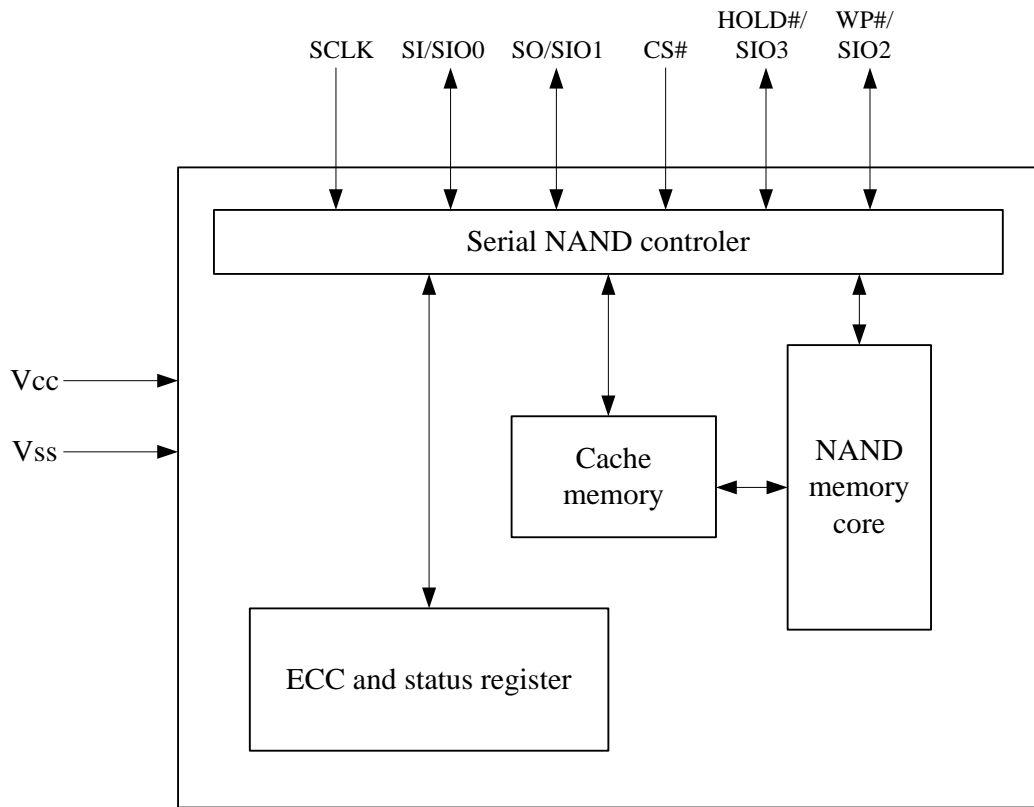 HOLD#/ WP#/
SCLK SI/SIO0 SO/SIO1 CS# SIO3 SIO2
Serial NAND controler
Vcc
Vss
Cache
memory
NAND
memory
core
ECC and status register